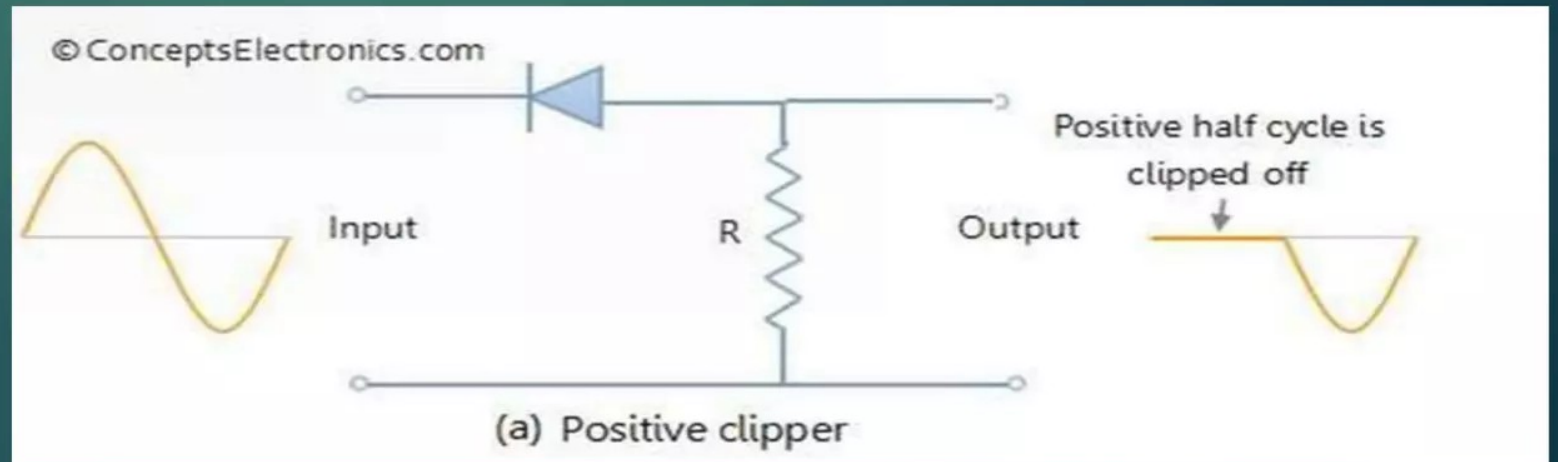 © ConceptsElectronics.com
Positive half cycle is
clipped off
Input
R
Output
(a) Positive clipper